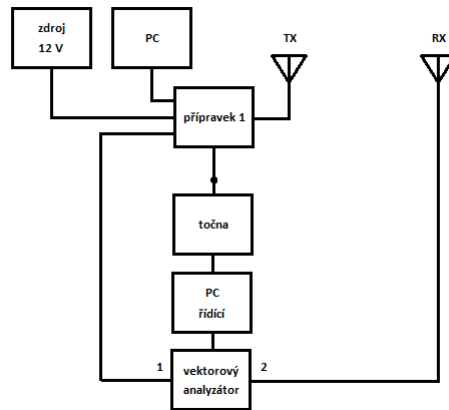 zdroj
12 V
PC
TX
RX
přípravek 1
točna
PC
řídící
1
vektorový
analyzátor
2